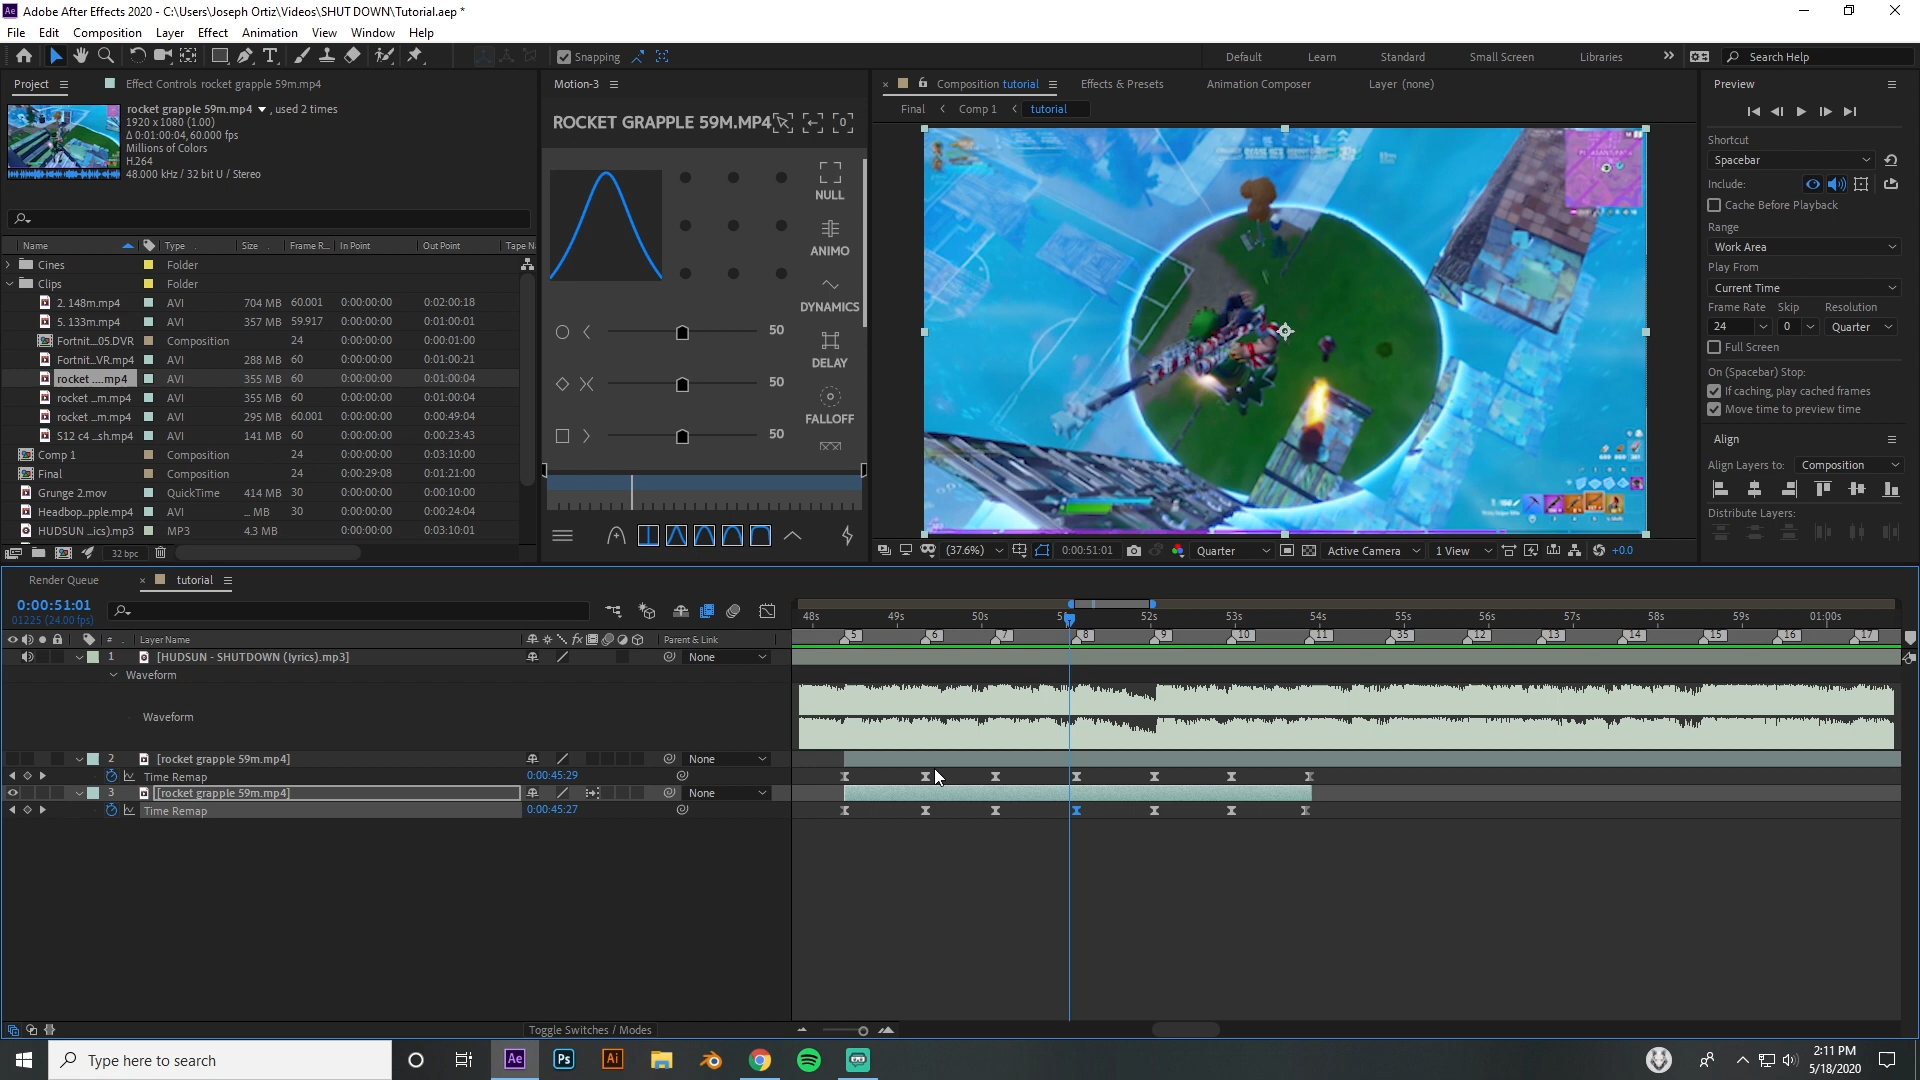 Adobe After Effects 2020 - C:\Users\Joseph Ortiz\Videos\SHUT DOWN\Tutorial.aep *
File Edit Composition Layer Effect Animation View Window Help
Snapping
Default Learn Standard Small Screen Libraries Search Help
Project Effect Controls rocket grapple 59m.mp4
rocket grapple 59m.mp4 , used 2 times
1920 x 1080 (1.00)
Δ 0:01:00:04, 60.000 fps
Millions of Colors
H.264
48.000 kHz / 32 bit U / Stereo
Name Type Size Frame R... In Point Out Point Tape N
Cines Folder
Clips Folder
2. 148m.mp4 AVI 704 MB 60.001 0:00:00:00 0:02:00:18
5. 133m.mp4 AVI 357 MB 59.917 0:00:00:00 0:01:00:01
Fortnit....05.DVR Composition 24 0:00:00:00 0:00:01:00
Fortnit...VR.mp4 AVI 288 MB 60 0:00:00:00 0:01:00:21
rocket ....mp4 AVI 355 MB 60 0:00:00:00 0:01:00:04
rocket ...m.mp4 AVI 355 MB 60 0:00:00:00 0:01:00:04
rocket ...m.mp4 AVI 295 MB 60.001 0:00:00:00 0:00:49:04
S12 c4 ...sh.mp4 AVI 141 MB 60 0:00:00:00 0:00:23:43
Comp 1 Composition 24 0:00:00:00 0:03:10:00
Final Composition 24 0:00:29:08 0:01:21:00
Grunge 2.mov QuickTime 414 MB 30 0:00:00:00 0:00:10:00
Headbop...pple.mp4 AVI ... MB 30 0:00:00:00 0:00:24:04
HUDSUN ...ics).mp3 MP3 4.3 MB 0:00:00:00 0:03:10:01
32 bpc
Motion-3
ROCKET GRAPPLE 59M.MP4
NULL
ANIMO
DYNAMICS
DELAY
FALLOFF
50
50
50
Composition tutorial Effects & Presets Animation Composer Layer (none)
Final Comp 1 tutorial
(37.6%) 0:00:51:01 Quarter Active Camera 1 View +0.0
Preview
Shortcut
Spacebar
Include:
Cache Before Playback
Range
Work Area
Play From
Current Time
Frame Rate Skip Resolution
24 0 Quarter
Full Screen
On (Spacebar) Stop:
If caching, play cached frames
Move time to preview time
Align
Align Layers to: Composition
Distribute Layers:
Render Queue tutorial
0:00:51:01
01225 (24.00 fps)
# Layer Name Parent & Link
48s 49s 50s 52s 53s 54s 55s 56s 57s 58s 59s 01:00s
5 6 7 8 9 10 11 35 12 13 14 15 16 17
1 [HUDSUN - SHUTDOWN (lyrics).mp3] None
Waveform
Waveform
2 [rocket grapple 59m.mp4] None
Time Remap 0:00:45:29
3 [rocket grapple 59m.mp4] None
Time Remap 0:00:45:27
Toggle Switches / Modes
Type here to search
Ae Ps Ai
2:11 PM
5/18/2020